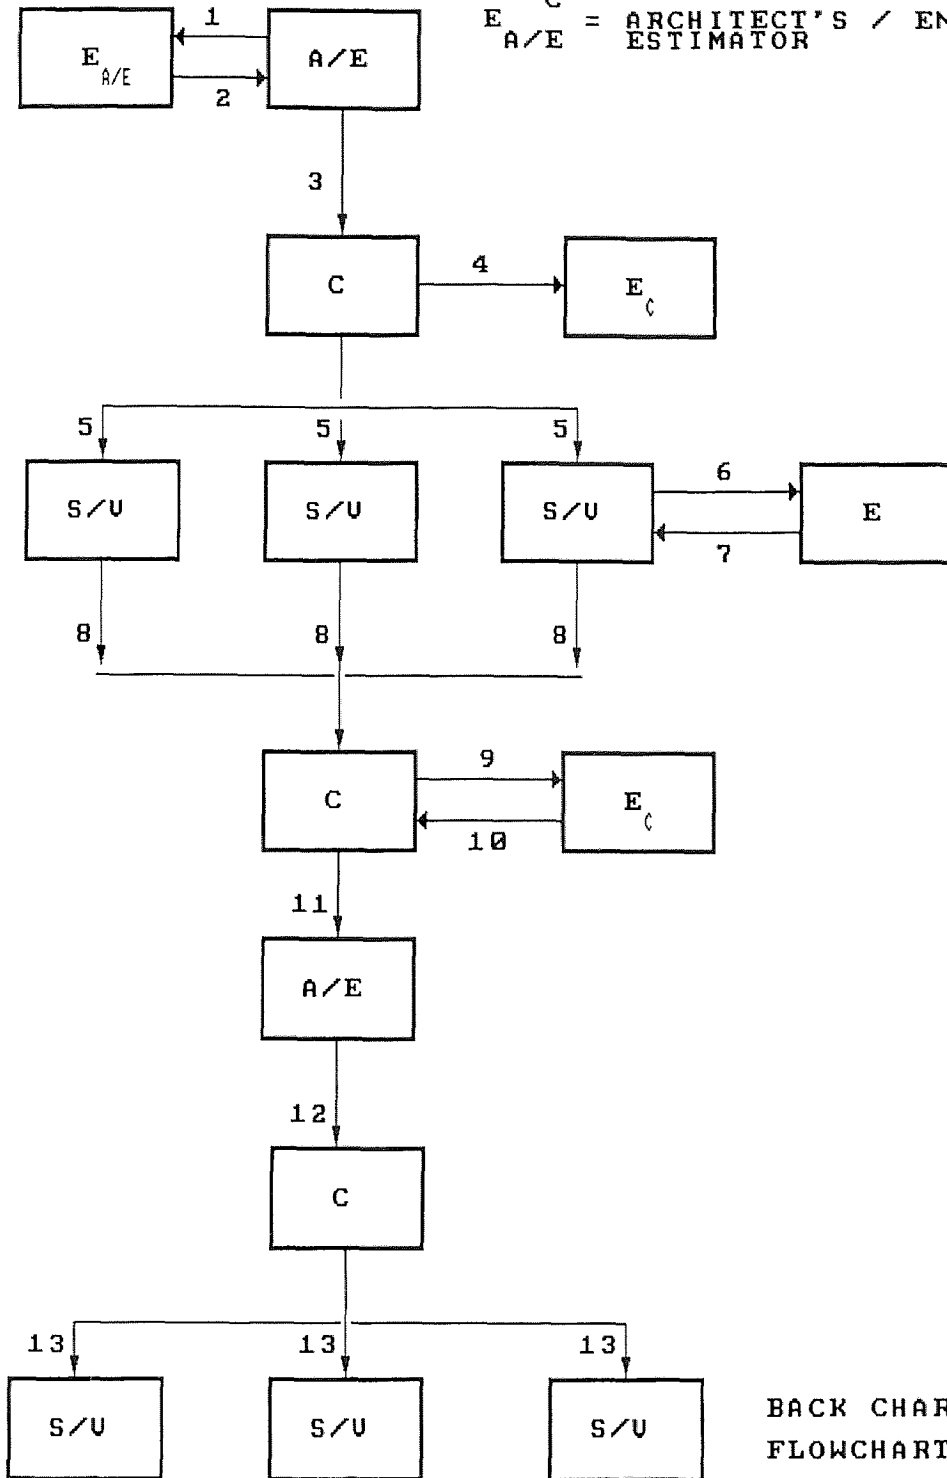 C
E A/E = ARCHITECT'S / EN
ESTIMATOR
1
E A/E
A/E
2
3
C
4
E C
5
5
5
S/V
S/V
S/V
6
E
7
8
8
8
C
9
E C
10
11
A/E
12
C
13
13
13
S/V
S/V
S/V
BACK CHAR
FLOWCHART